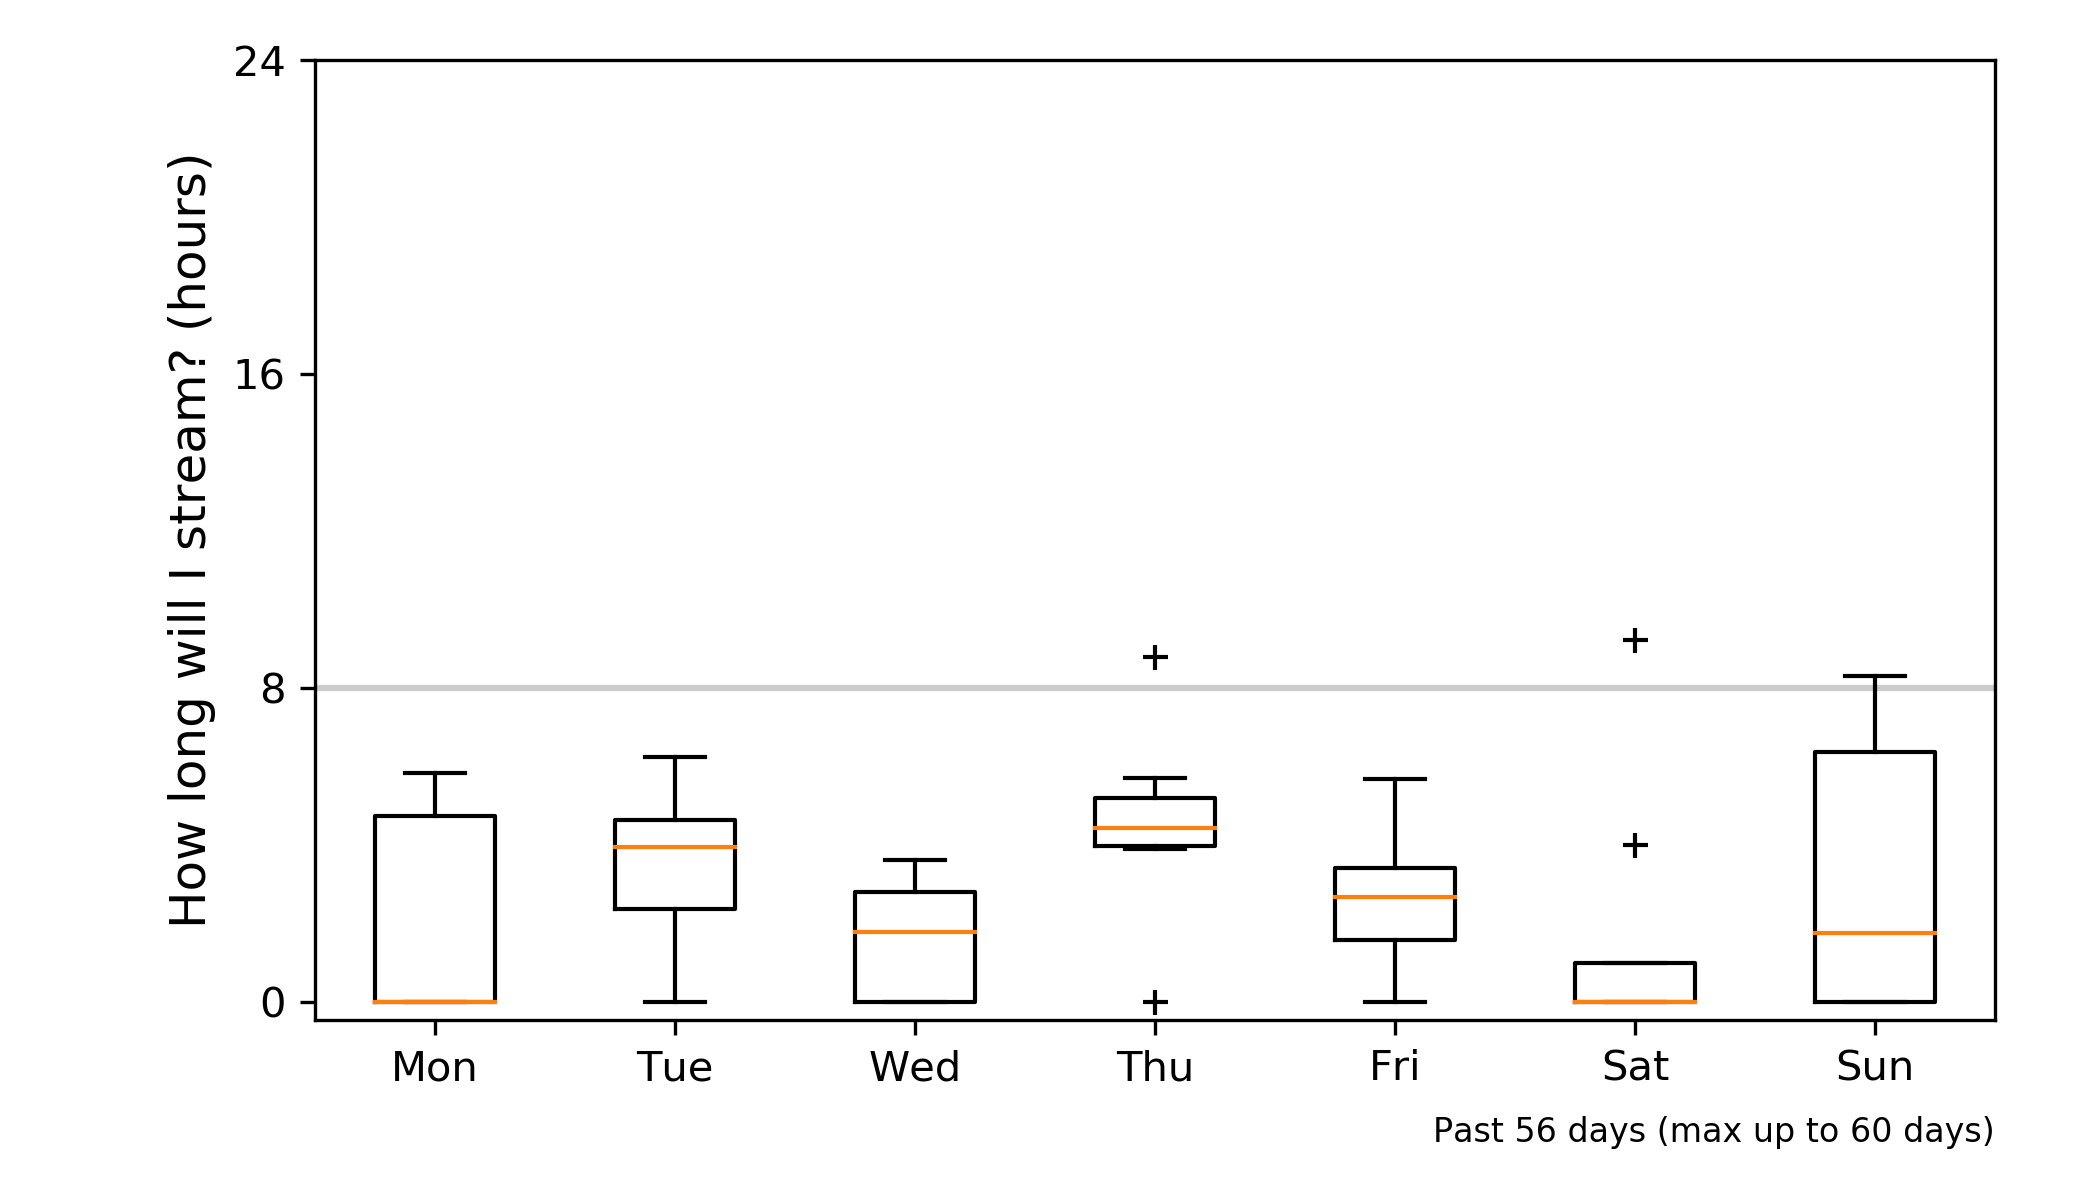 How long will I stream? (hours)
24
16
8
0
Mon Tue Wed Thu Fri Sat Sun
Past 56 days (max up to 60 days)